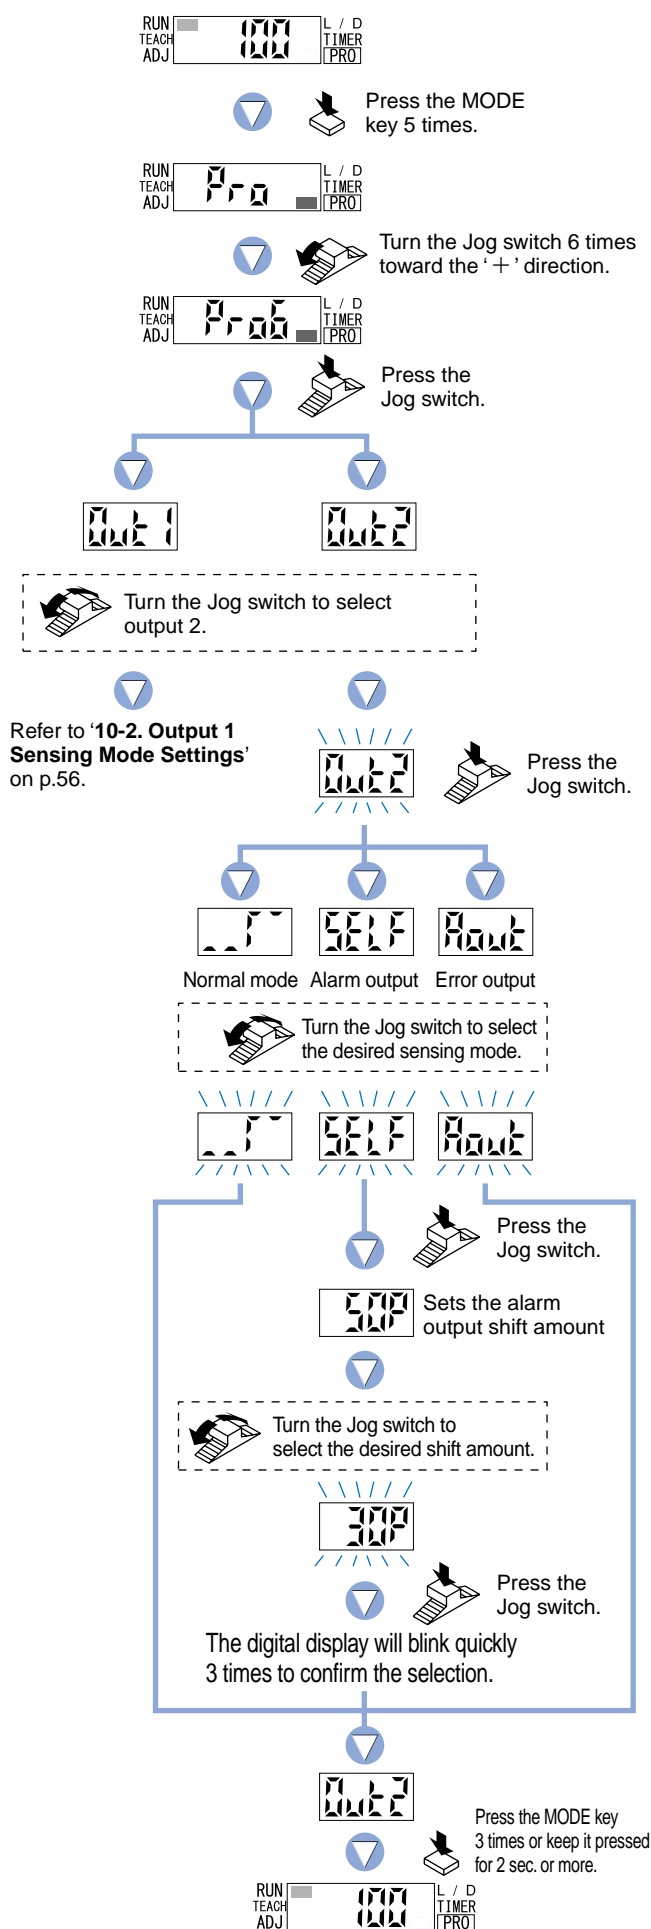 RUN
TEACH
ADJ
100
L / D
TIMER
PRO
Press the MODE
key 5 times.
RUN
TEACH
ADJ
Pro
L / D
TIMER
PRO
Turn the Jog switch 6 times
toward the ‘＋’ direction.
RUN
TEACH
ADJ
Pro6
L / D
TIMER
PRO
Press the
Jog switch.
Out1
Out2
Turn the Jog switch to select
output 2.
Refer to ‘10-2. Output 1
Sensing Mode Settings’
on p.56.
Out2
Press the
Jog switch.
SELF
Aout
Normal mode
Alarm output
Error output
Turn the Jog switch to select
the desired sensing mode.
SELF
Aout
Press the
Jog switch.
50P
Sets the alarm
output shift amount
Turn the Jog switch to
select the desired shift amount.
30P
Press the
Jog switch.
The digital display will blink quickly
3 times to confirm the selection.
Out2
Press the MODE key
3 times or keep it pressed
for 2 sec. or more.
RUN
TEACH
ADJ
100
L / D
TIMER
PRO